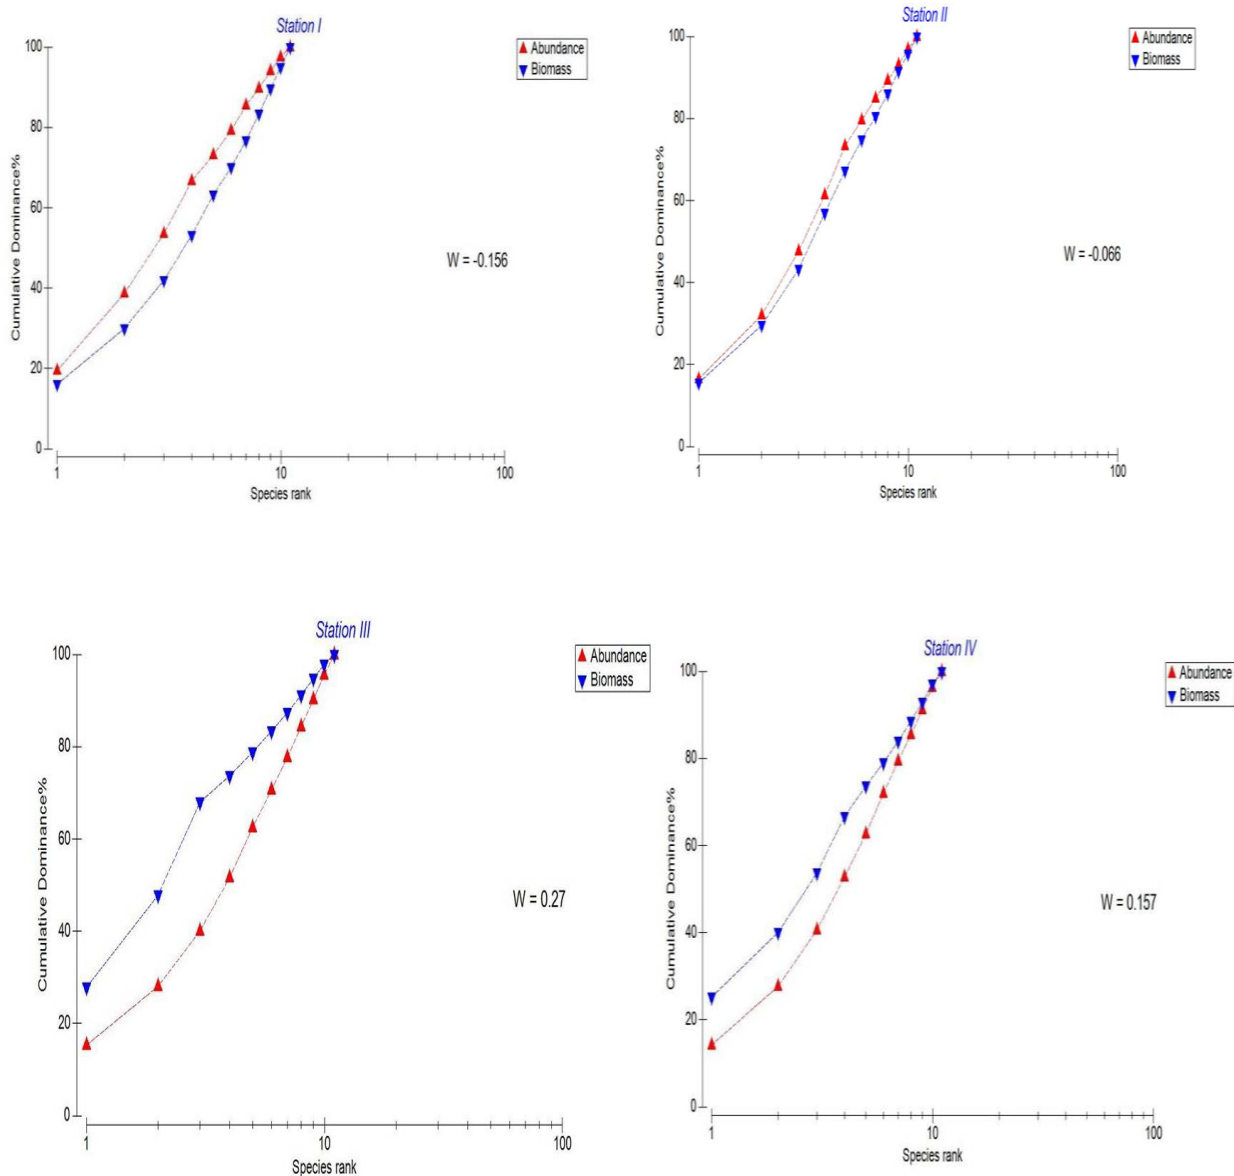 Station I
Abundance
Biomass
100
80
60
40
20
0
Cumulative Dominance%
W = -0.156
1
10
100
Species rank
Station II
Abundance
Biomass
100
80
60
40
20
0
Cumulative Dominance%
W = -0.066
1
10
100
Species rank
Station III
Abundance
Biomass
100
80
60
40
20
0
Cumulative Dominance%
W = 0.27
1
10
100
Species rank
Station IV
Abundance
Biomass
100
80
60
40
20
0
Cumulative Dominance%
W = 0.157
1
10
100
Species rank